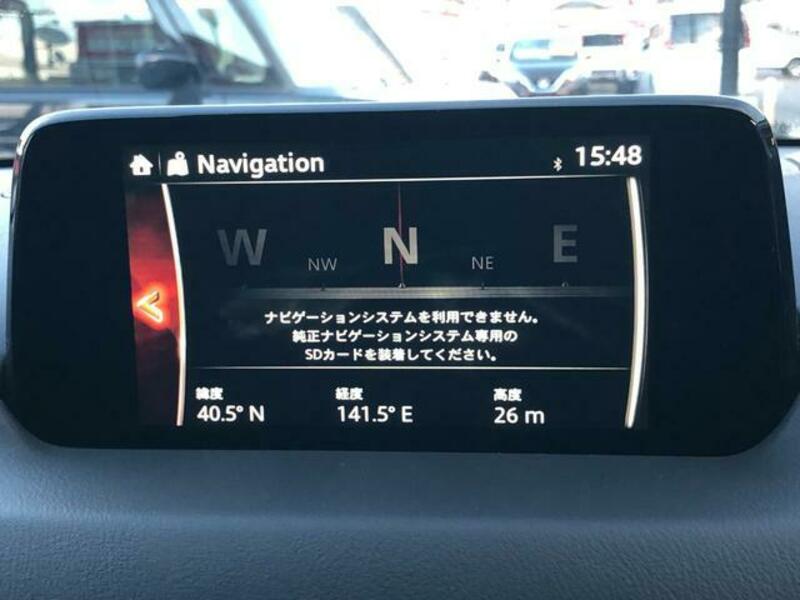 Navigation
15:48
W NW N NE E
ナビゲーションシステムを利用できません。
純正ナビゲーションシステム専用の
SDカードを装着してください。
緯度 経度 高度
40.5° N 141.5° E 26 m